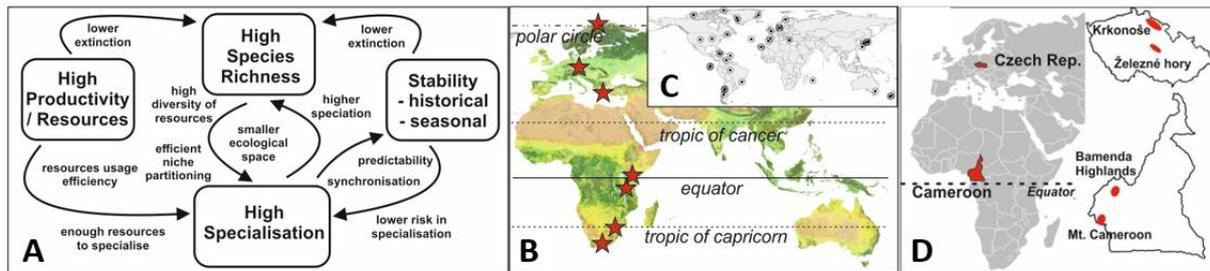 lower
extinction
High
Species
Richness
lower
extinction
High
Productivity
/ Resources
Stability
- historical
- seasonal
high
diversity of
resources
higher
speciation
smaller
ecological
space
efficient
niche
partitioning
predictability
synchronisation
resources usage
efficiency
High
Specialisation
enough resources
to specialise
lower risk in
specialisation
A
polar circle
tropic of cancer
equator
tropic of capricorn
B
C
Krkonoše
Železné hory
Czech Rep.
Bamenda
Highlands
Cameroon
Equator
Mt. Cameroon
D